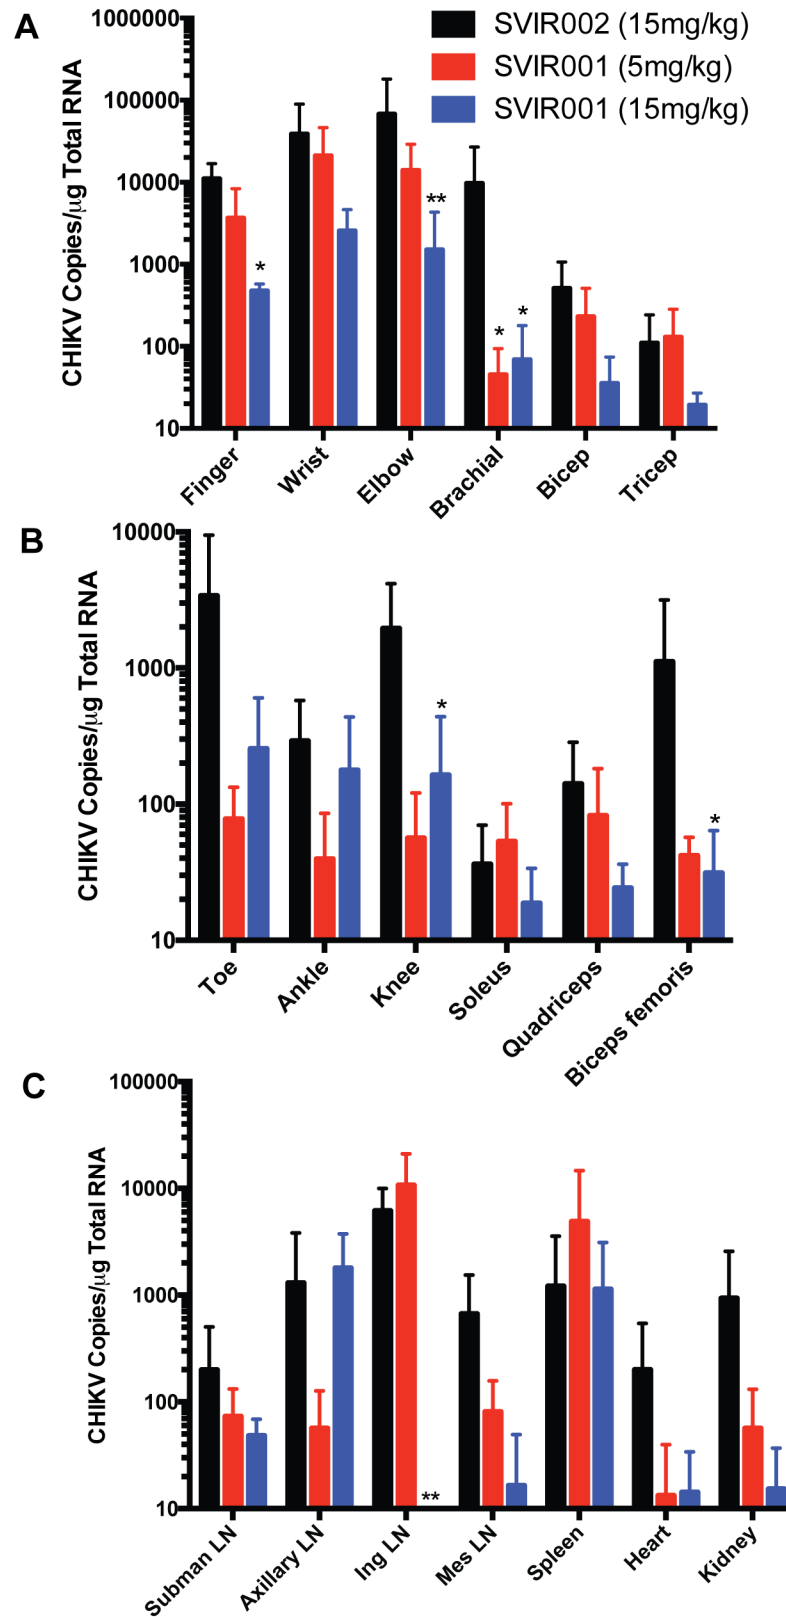 A
SVIR002 (15mg/kg)
SVIR001 (5mg/kg)
SVIR001 (15mg/kg)
CHIKV Copies/μg Total RNA
1000000
100000
10000
1000
100
10
*
**
*
*
Finger
Wrist
Elbow
Brachial
Bicep
Tricep
B
CHIKV Copies/μg Total RNA
10000
1000
100
10
*
*
Toe
Ankle
Knee
Soleus
Quadriceps
Biceps femoris
C
CHIKV Copies/μg Total RNA
100000
10000
1000
100
10
**
Subman LN
Axillary LN
Ing LN
Mes LN
Spleen
Heart
Kidney